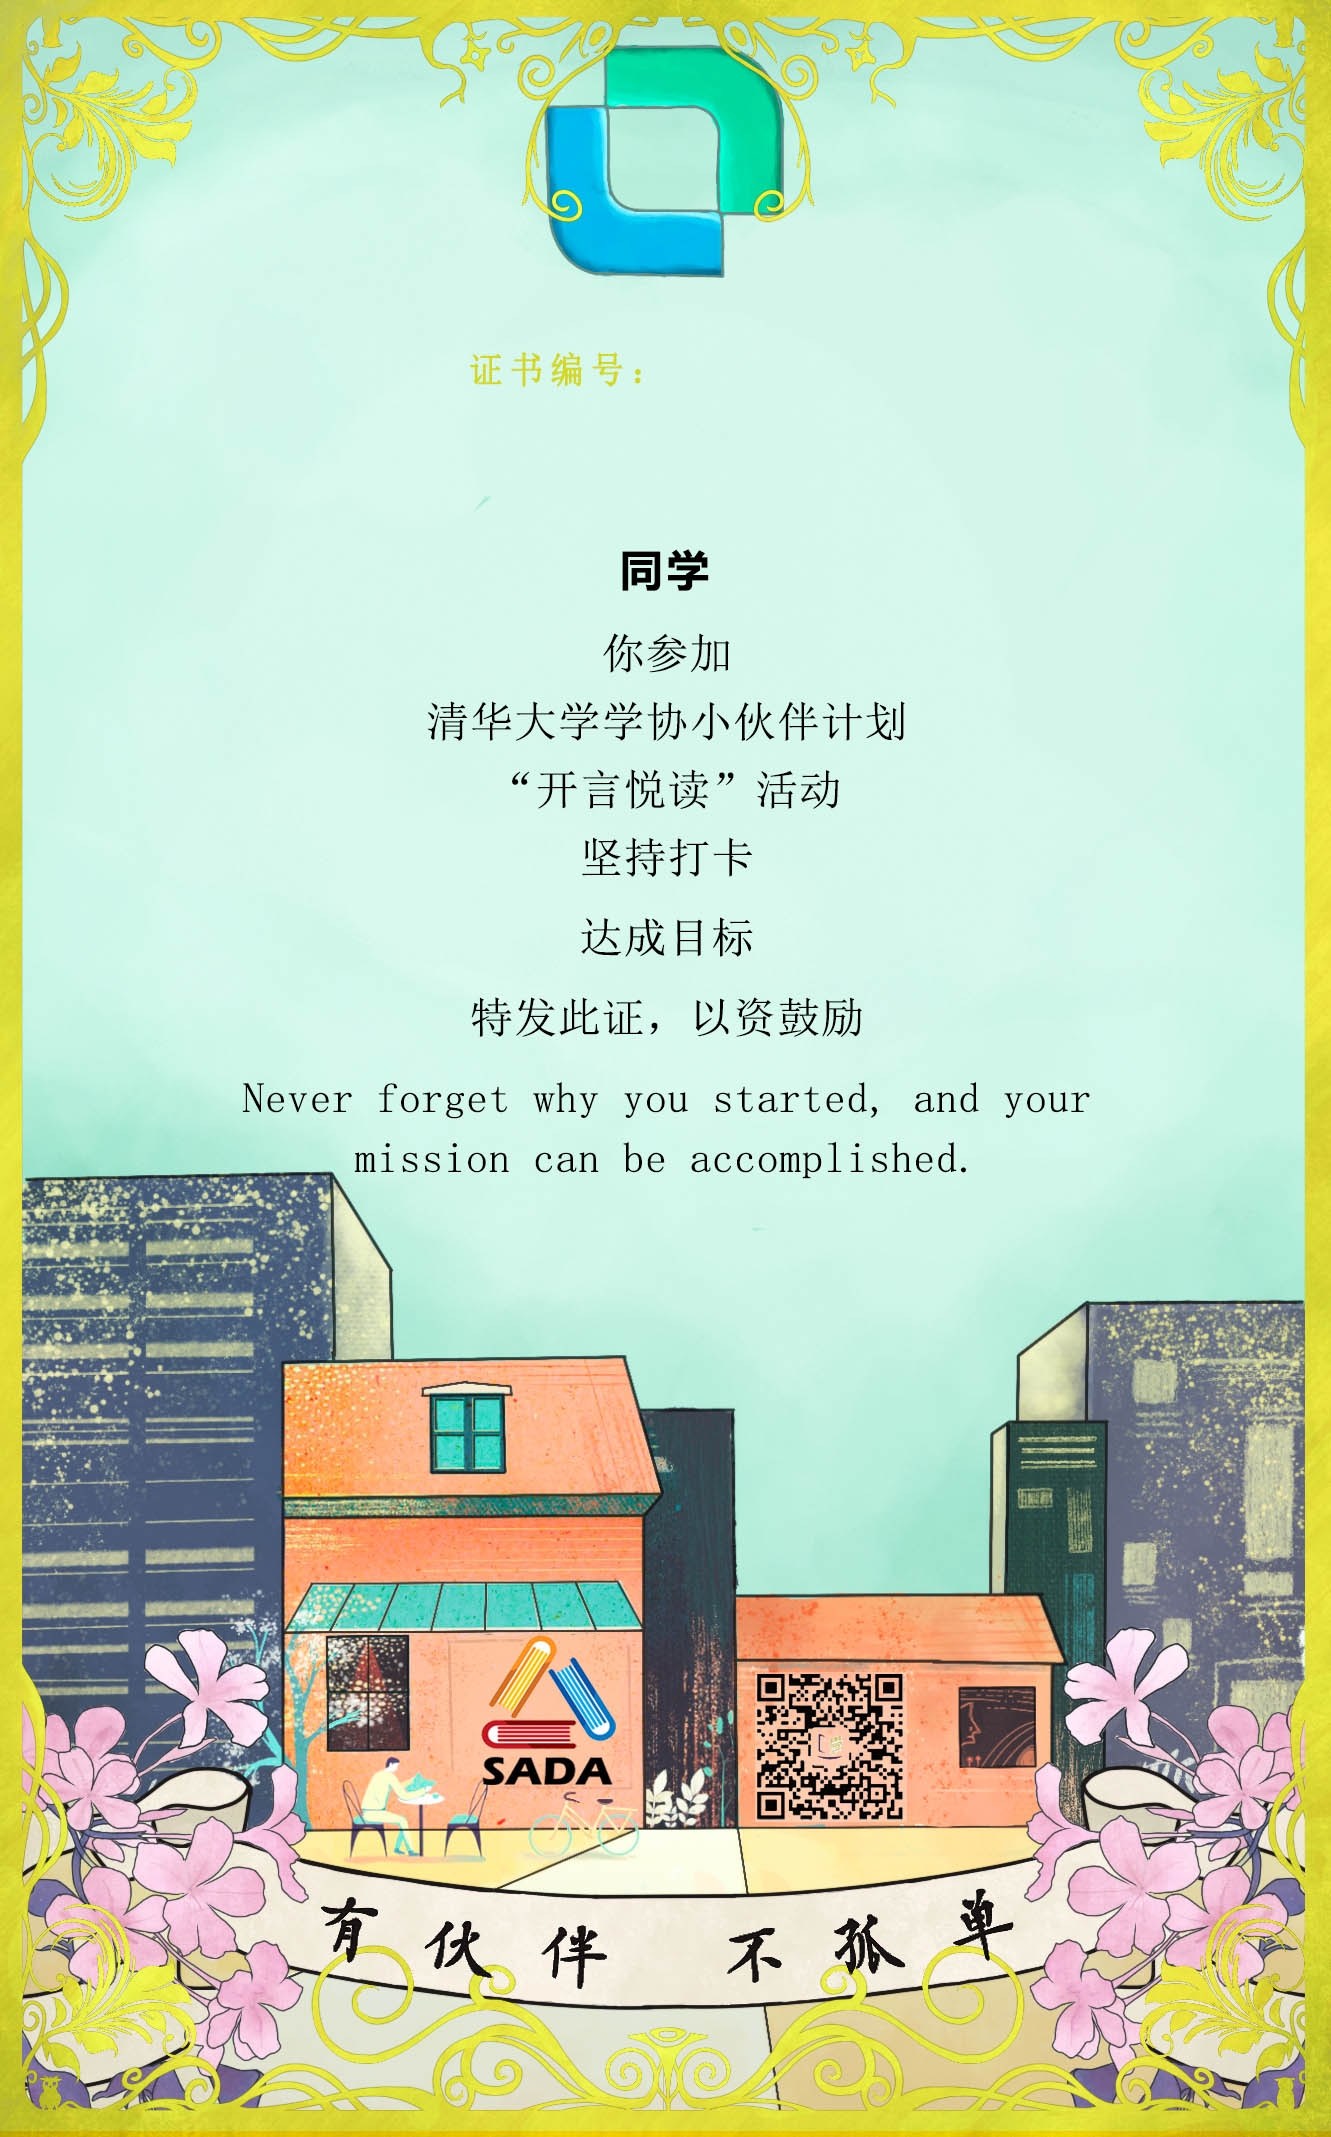 证书编号：
同学
你参加
清华大学学协小伙伴计划
“开言悦读”活动
坚持打卡
达成目标
特发此证，以资鼓励
Never forget why you started, and your
mission can be accomplished.
SADA
有伙伴 不孤单